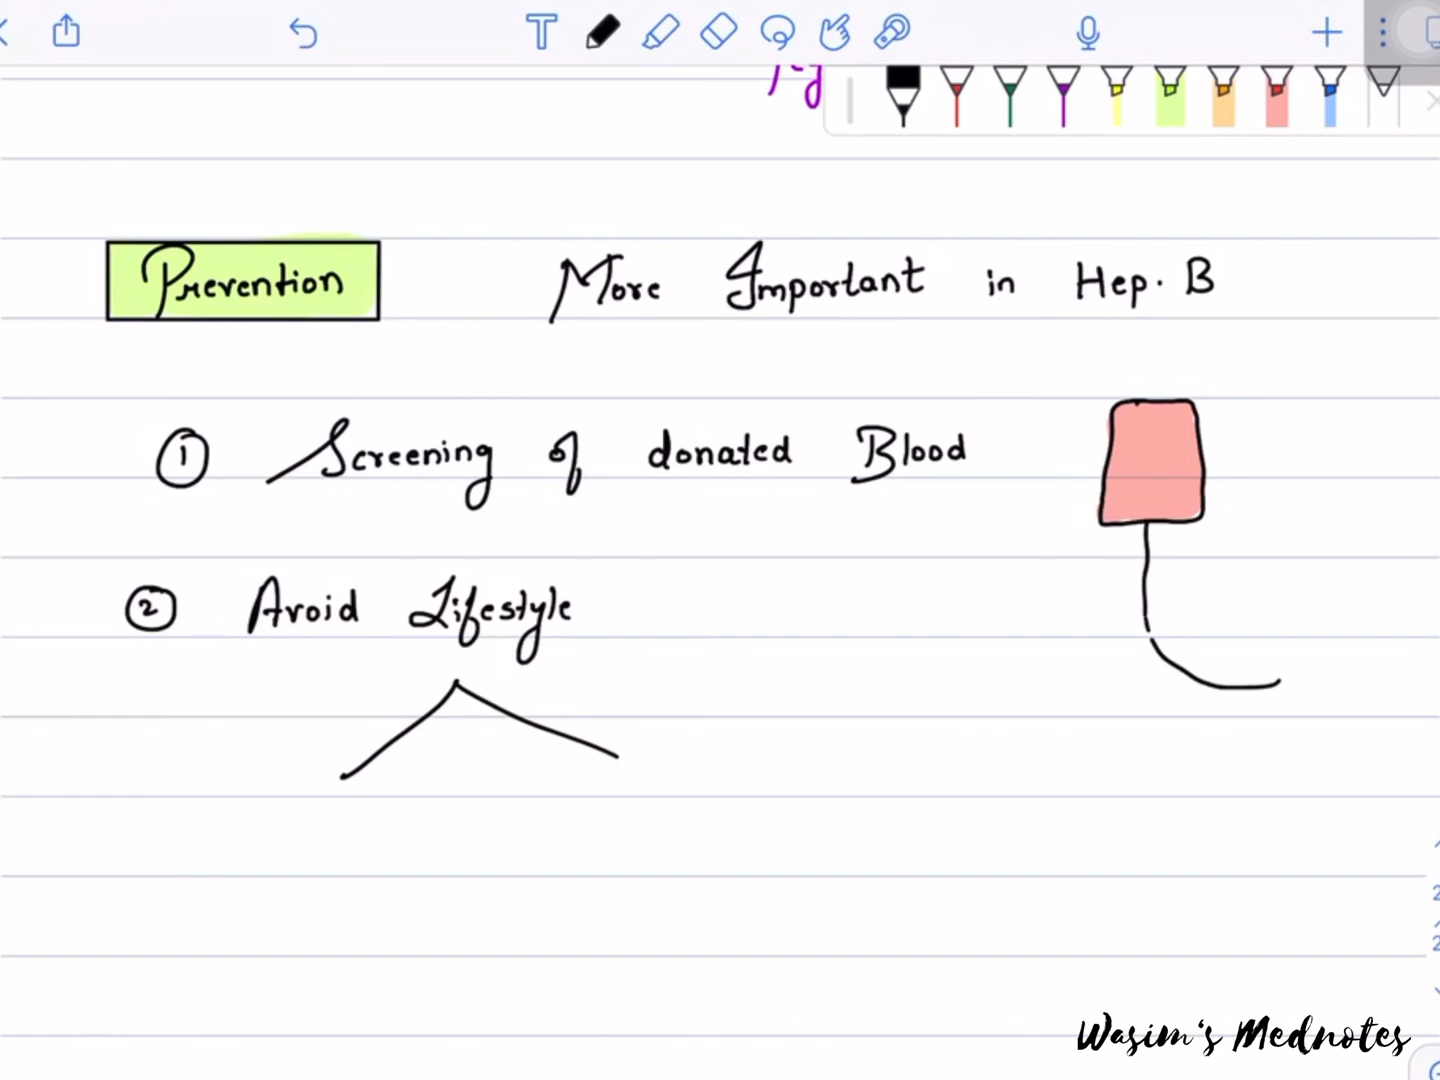 Prevention More Important in Hep. B
① Screening of donated Blood
② Avoid Lifestyle
Wasim's Mednotes